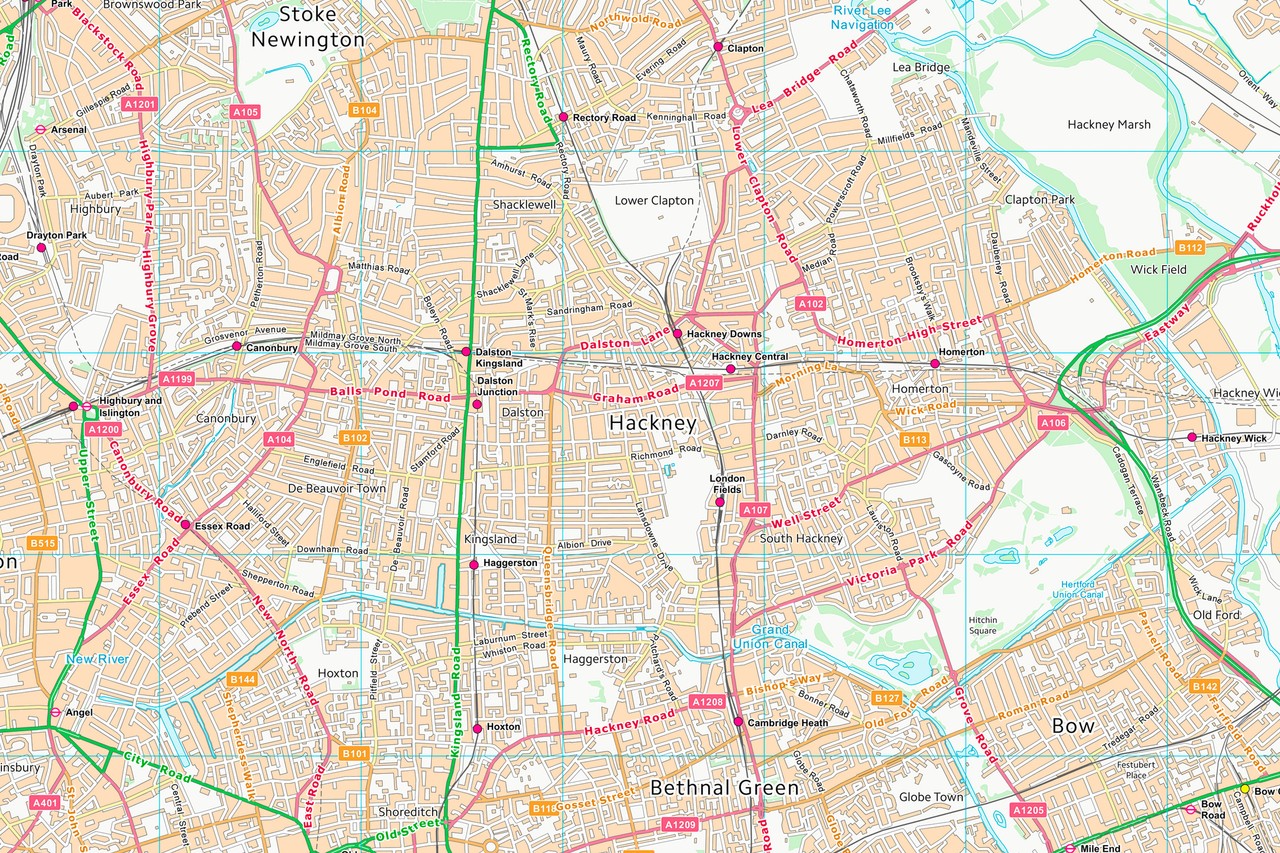 Park
Brownswood Park
Stoke
Newington
Northwold Road
River Lee
Navigation
Blackstock Road
Road
Rectory Road
Maury Road
Evering Road
Clapton
Lea Bridge Road
Lea Bridge
Orient Way
Gillespie Road
A1201
A105
B104
Rectory Road
Kenninghall Road
Chatsworth Road
Millfields Road
Mandeville Street
Hackney Marsh
Arsenal
Drayton Park
Highbury Park
Highbury Grove
Lower Clapton Road
Rectory Road
Amhurst Road
Aubert Park
Highbury
Albion Road
Shacklewell
Lower Clapton
Powerscroft Road
Clapton Park
Ruckho
Drayton Park
Road
Petherton Road
Matthias Road
Boleyn Road
Shacklewell Lane
St Mark's Rise
Sandringham Road
Median Road
Brooksby's Walk
Daubeney Road
Homerton Road
B112
Wick Field
A102
Eastway
Grosvenor Avenue
Mildmay Grove North
Mildmay Grove South
Canonbury
Dalston
Kingsland
Dalston Lane
Hackney Downs
Homerton High Street
Hackney Central
Homerton
A1199
Balls Pond Road
Dalston
Junction
Graham Road
A1207
Morning La
Homerton
Hackney Wi
Highbury and
Islington
Canonbury
Dalston
Hackney
Wick Road
A1200
A104
B102
Stamford Road
Darnley Road
B113
A106
Hackney Wick
Upper Street
Canonbury Road
Englefield Road
De Beauvoir Town
Richmond Road
London
Fields
Gascoyne Road
Cadogan Terrace
Wansbeck Road
Essex Road
Halliford Street
De Beauvoir Road
Lansdowne Drive
A107
Well Street
South Hackney
Lauriston Road
B515
Downham Road
Kingsland
Albion Drive
Victoria Park Road
Haggerston
Queensbridge Road
Essex Road
Prebend Street
Shepperton Road
New North Road
Hertford
Union Canal
Wick Lane
Old Ford
Hitchin
Square
Parnell Road
Grand
Union Canal
Laburnum Street
Whiston Road
Pritchard's Road
New River
B144
Hoxton
Pitfield Street
Haggerston
Bishop's Way
Bonner Road
B127
Old Ford Road
B142
A1208
Angel
Shepherdess Walk
Kingsland Road
Hoxton
Hackney Road
Cambridge Heath
Grove Road
Roman Road
Bow
Tredegar Road
Fairfield Road
City Road
B101
Globe Road
Festubert
Place
A401
St John S
Central Street
East Road
Shoreditch
B118
Gosset Street
Bethnal Green
Globe Town
A1205
Bow
Road
Bow C
Campbell Road
Old Street
A1209
Road
Globe
Mile End